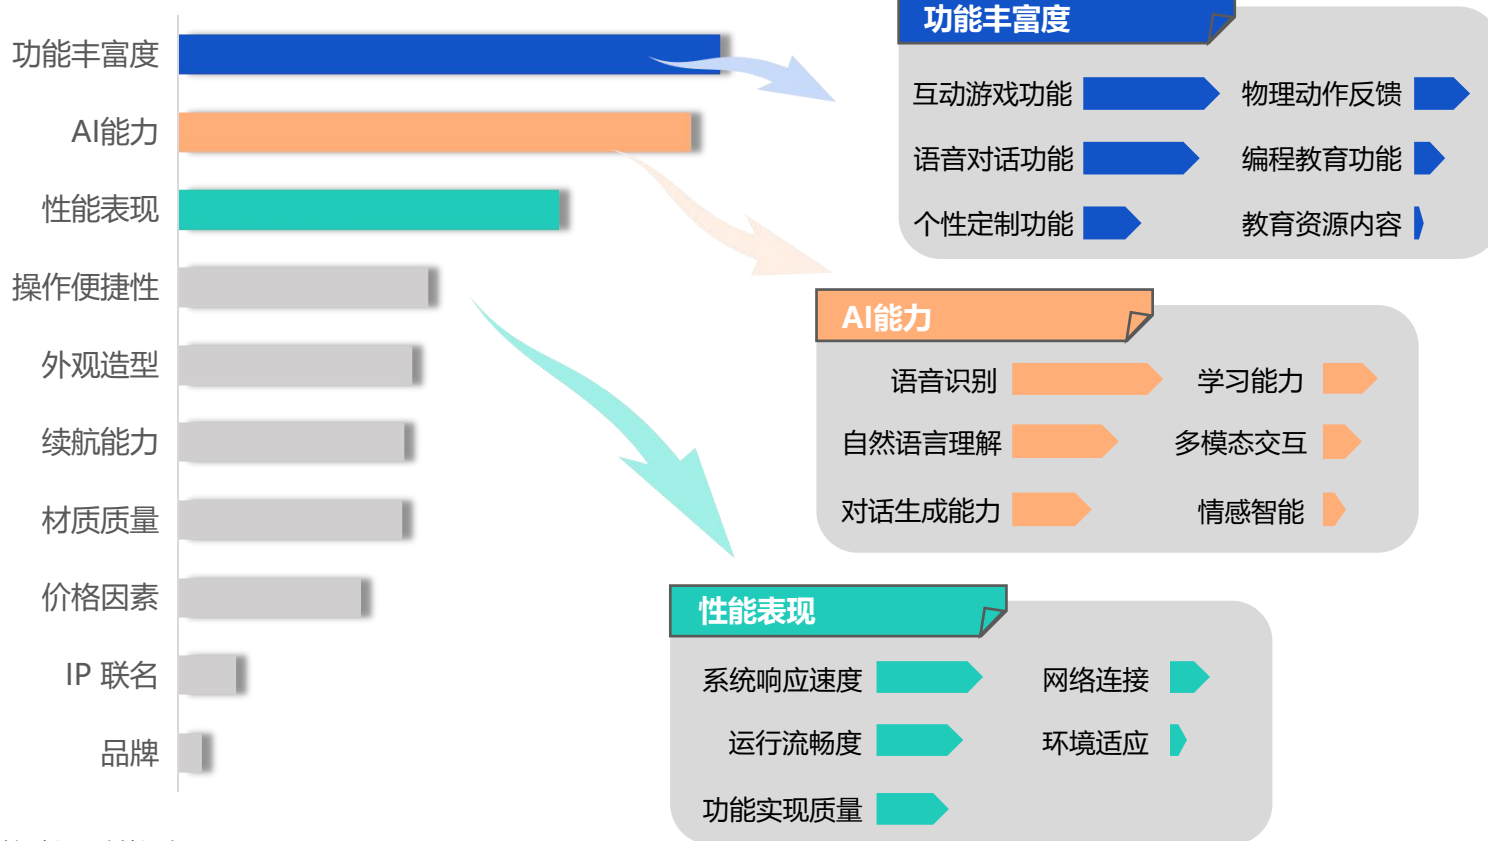 功能丰富度
AI能力
性能表现
操作便捷性
外观造型
续航能力
材质质量
价格因素
IP 联名
品牌
功能丰富度
互动游戏功能 物理动作反馈
语音对话功能 编程教育功能
个性定制功能 教育资源内容
AI能力
语音识别 学习能力
自然语言理解 多模态交互
对话生成能力 情感智能
性能表现
系统响应速度 网络连接
运行流畅度 环境适应
功能实现质量